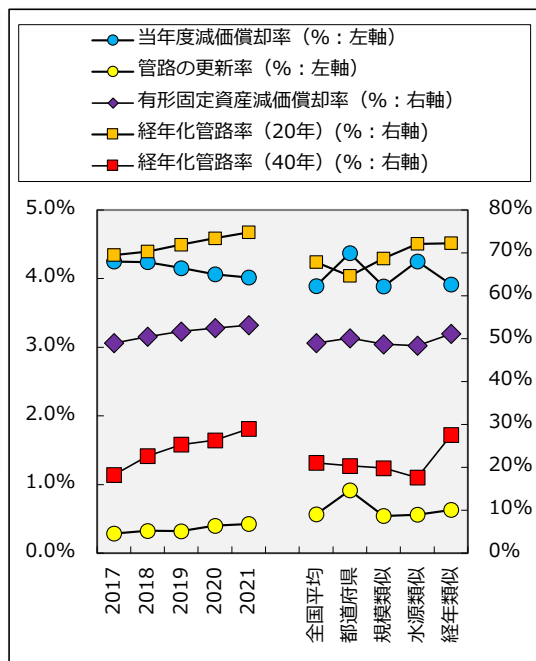 当年度減価償却率（%：左軸）
管路の更新率（%：左軸）
有形固定資産減価償却率（%：右軸）
経年化管路率（20年）(%：右軸)
経年化管路率（40年）(%：右軸)
5.0%
4.0%
3.0%
2.0%
1.0%
0.0%
80%
70%
60%
50%
40%
30%
20%
10%
0%
2017
2018
2019
2020
2021
全国平均
都道府県
規模類似
水源類似
経年類似